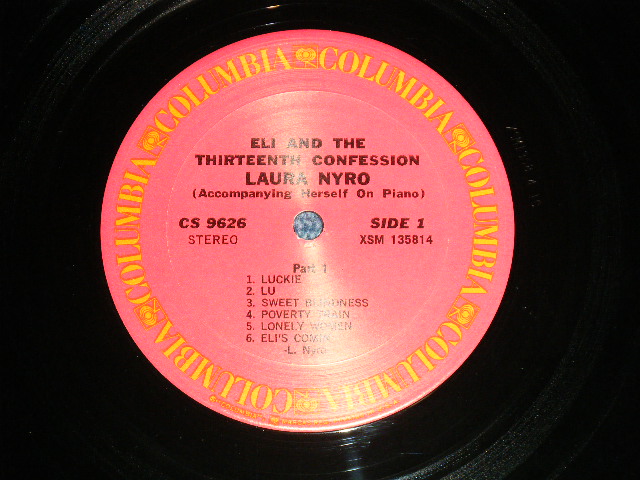 COLUMBIA COLUMBIA COLUMBIA COLUMBIA COLUMBIA COLUMBIA
ELI AND THE
THIRTEENTH CONFESSION
LAURA NYRO
(Accompanying Herself On Piano)
CS 9626 SIDE 1
STEREO XSM 135814
Part 1
1. LUCKIE
2. LU
3. SWEET BLINDNESS
4. POVERTY TRAIN
5. LONELY WOMEN
6. ELI'S COMIN'
-L. Nyro-